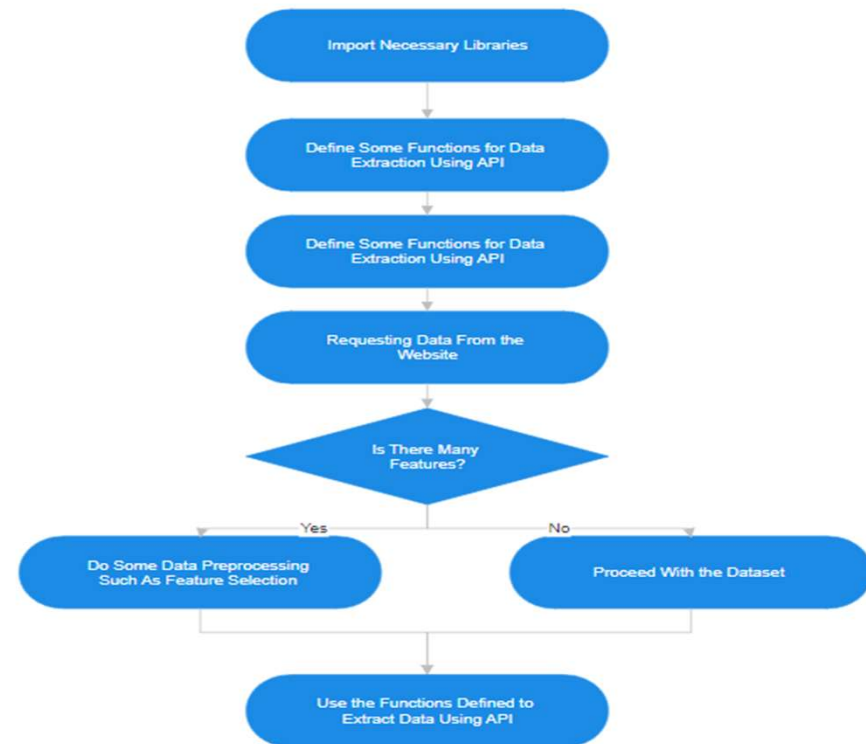 Import Necessary Libraries
Define Some Functions for Data
Extraction Using API
Define Some Functions for Data
Extraction Using API
Requesting Data From the
Website
Is There Many
Features?
Yes
No
Do Some Data Preprocessing
Such As Feature Selection
Proceed With the Dataset
Use the Functions Defined to
Extract Data Using API